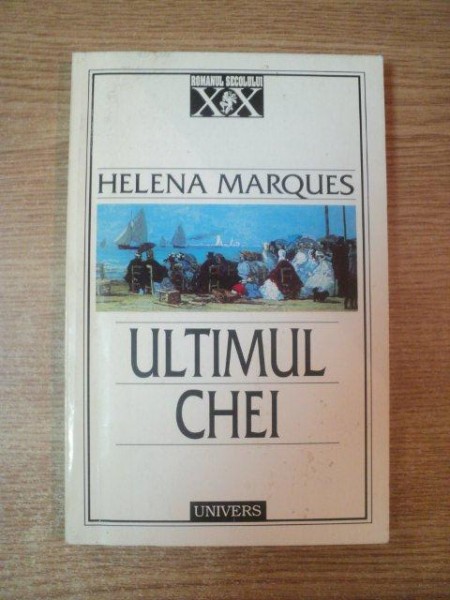 ROMANUL SECOLULUI
XX
HELENA MARQUES
ULTIMUL
CHEI
UNIVERS